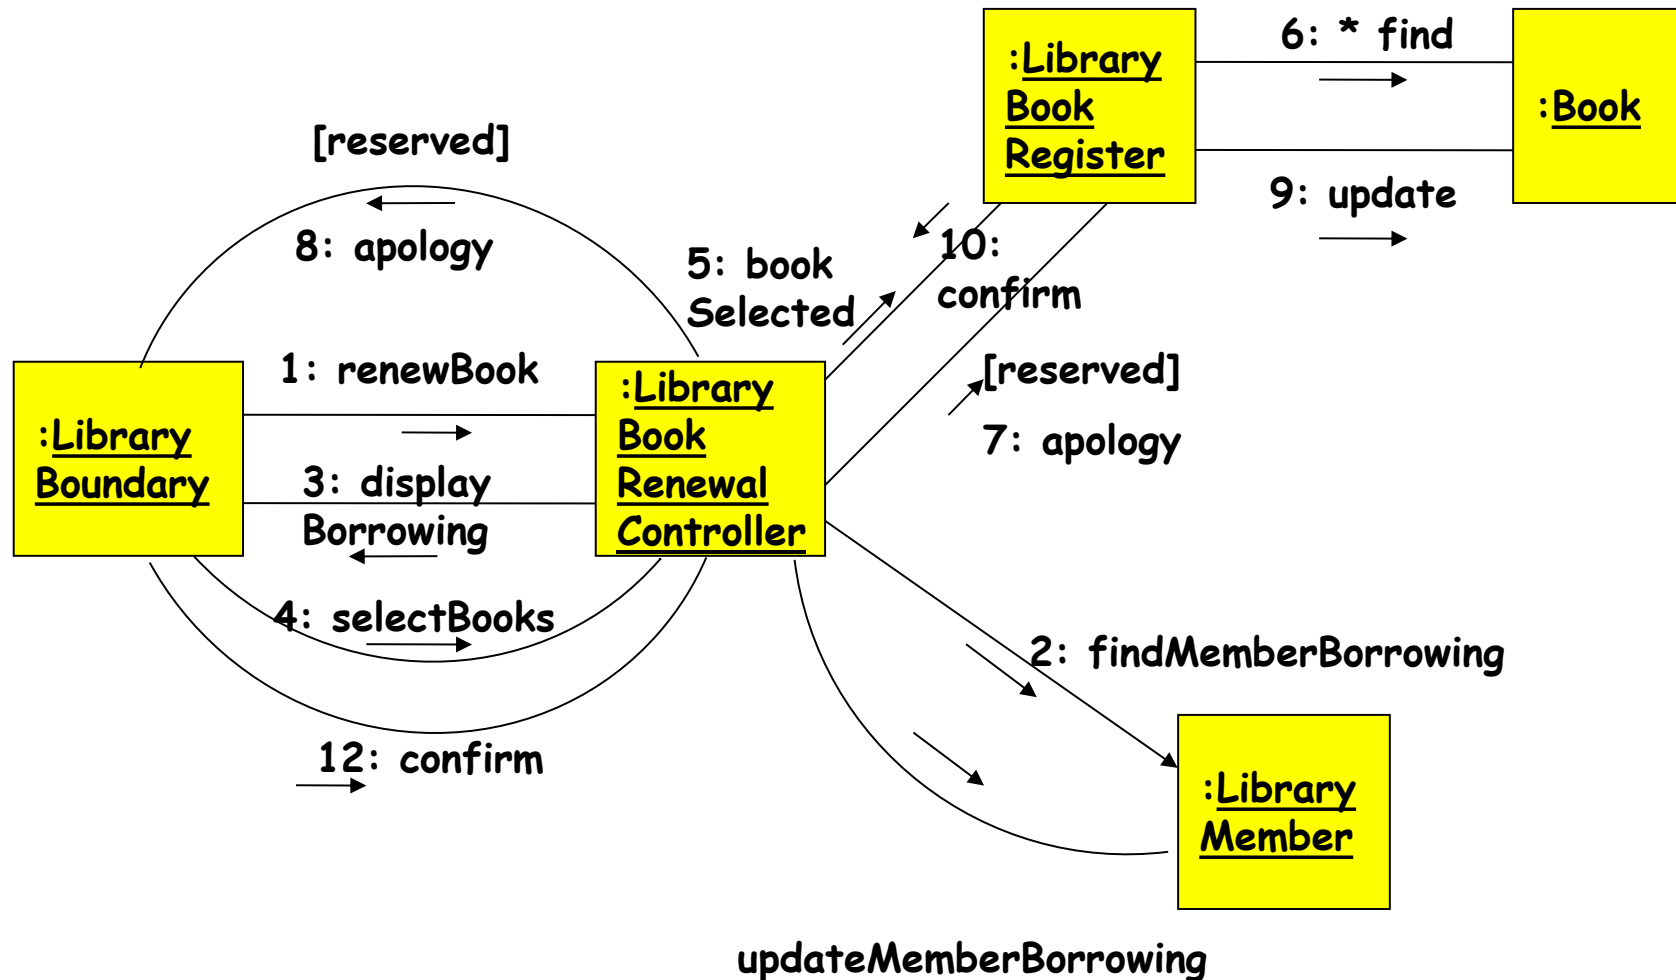 6: * find
:Library
Book
Register
:Book
[reserved]
9: update
8: apology
5: book
Selected
10:
confirm
1: renewBook
[reserved]
:Library
Boundary
:Library
Book
Renewal
Controller
7: apology
3: display
Borrowing
4: selectBooks
2: findMemberBorrowing
12: confirm
:Library
Member
updateMemberBorrowing